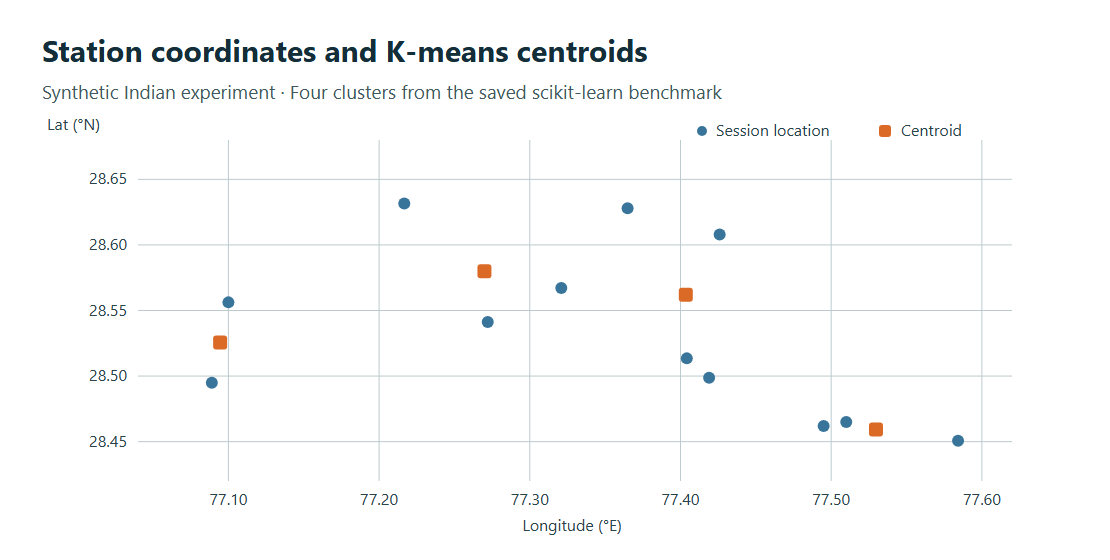 Station coordinates and K-means centroids
Synthetic Indian experiment · Four clusters from the saved scikit-learn benchmark
Lat (°N)
Session location
Centroid
28.65
28.60
28.55
28.50
28.45
77.10
77.20
77.30
77.40
77.50
77.60
Longitude (°E)